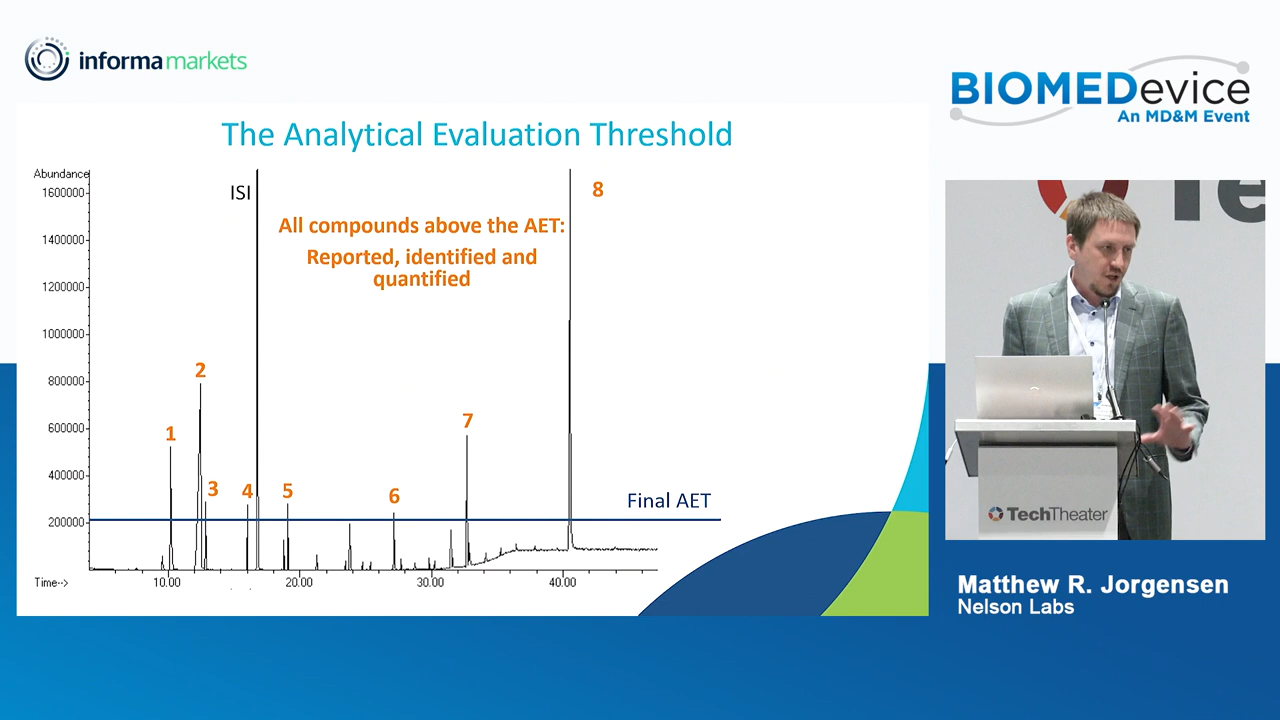 informa markets
BIOMEDevice
An MD&M Event
The Analytical Evaluation Threshold
Abundance
1600000
1400000
1200000
1000000
800000
600000
400000
200000
ISI
8
All compounds above the AET:
Reported, identified and
quantified
2
1
7
3
4
5
6
Final AET
Time-->
10.00
20.00
30.00
40.00
Te
TechTheater
Matthew R. Jorgensen
Nelson Labs